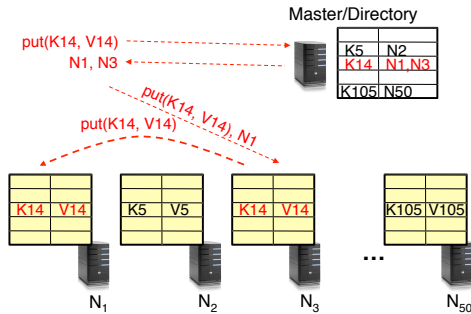 Master/Directory
put(K14, V14)
N1, N3
K5 N2
K14 N1,N3
K105 N50
put(K14, V14), N1
put(K14, V14)
K14 V14
K5 V5
K14 V14
K105 V105
...
N1
N2
N3
N50